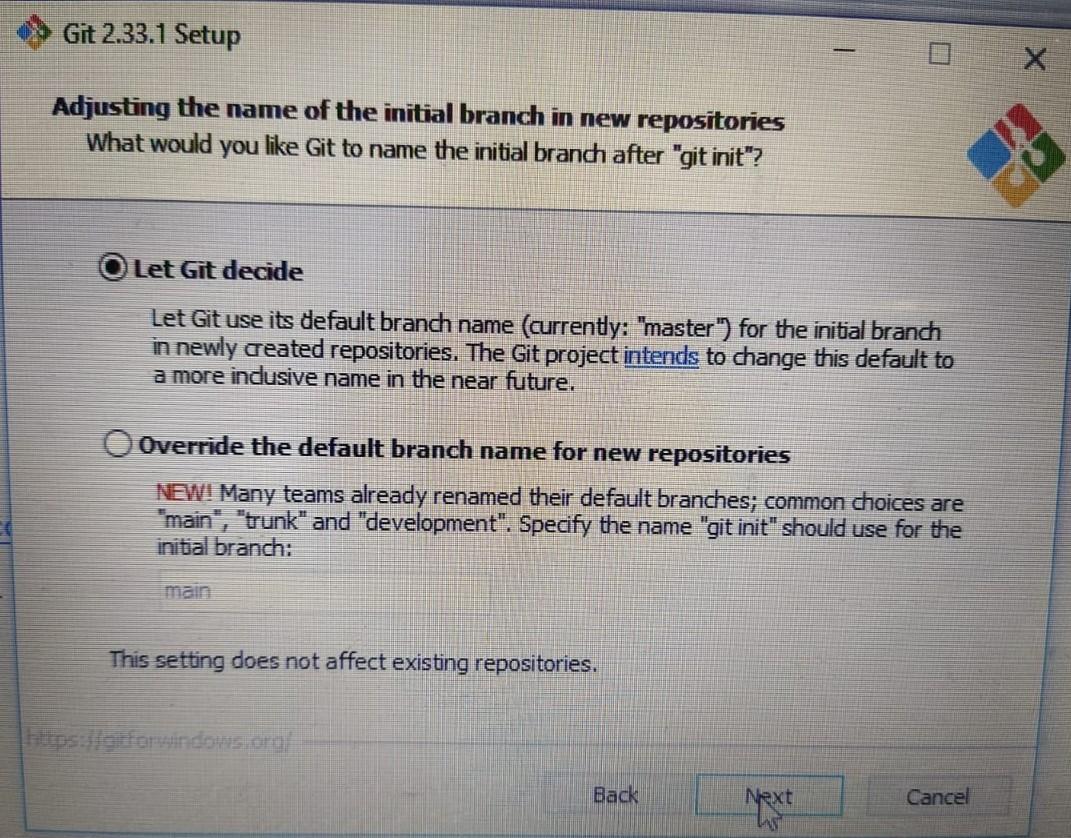 Git 2.33.1 Setup
Adjusting the name of the initial branch in new repositories
What would you like Git to name the initial branch after "git init"?
Let Git decide
Let Git use its default branch name (currently: "master") for the initial branch
in newly created repositories. The Git project intends to change this default to
a more inclusive name in the near future.
Override the default branch name for new repositories
NEW! Many teams already renamed their default branches; common choices are
"main", "trunk" and "development". Specify the name "git init" should use for the
initial branch:
main
This setting does not affect existing repositories.
https://gitforwindows.org/
Back
Next
Cancel